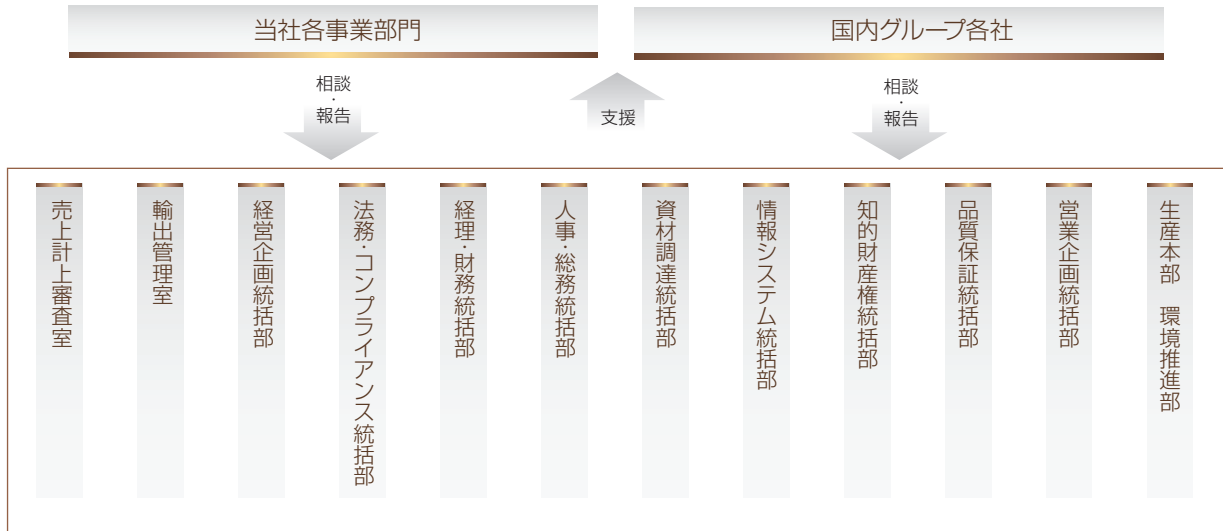 当社各事業部門
国内グループ各社
相談
・
報告
支援
相談
・
報告
売上計上審査室
輸出管理室
経営企画統括部
法務・コンプライアンス統括部
経理・財務統括部
人事・総務統括部
資材調達統括部
情報システム統括部
知的財産権統括部
品質保証統括部
営業企画統括部
生産本部　環境推進部